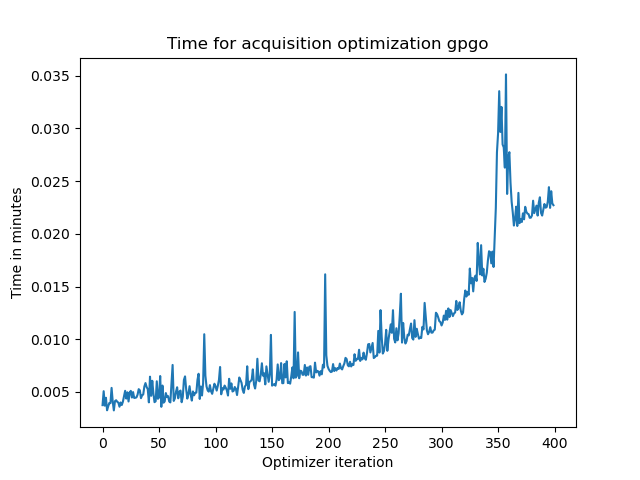 Time for acquisition optimization gpgo
0.035
0.030
0.025
0.020
0.015
0.010
0.005
Time in minutes
0 50 100 150 200 250 300 350 400
Optimizer iteration